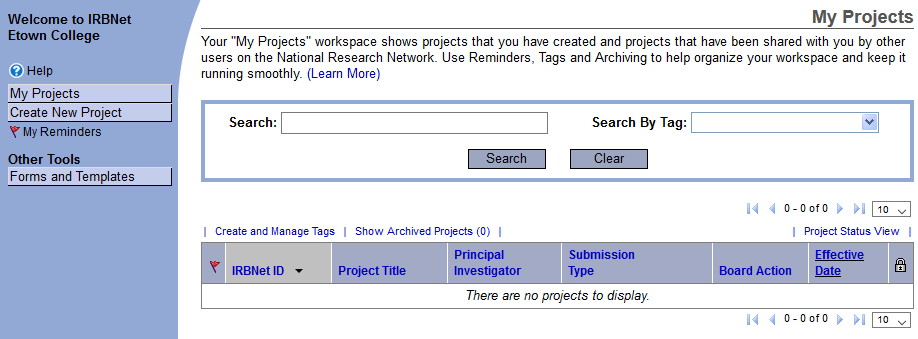 Welcome to IRBNet
Etown College
Help
My Projects
Create New Project
My Reminders
Other Tools
Forms and Templates
My Projects
Your "My Projects" workspace shows projects that you have created and projects that have been shared with you by other
users on the National Research Network. Use Reminders, Tags and Archiving to help organize your workspace and keep it
running smoothly. (Learn More)
Search:
Search By Tag:
Search
Clear
0 - 0 of 0
10
Create and Manage Tags | Show Archived Projects (0)
Project Status View
IRBNet ID
Project Title
Principal
Investigator
Submission
Type
Board Action
Effective
Date
There are no projects to display.
0 - 0 of 0
10